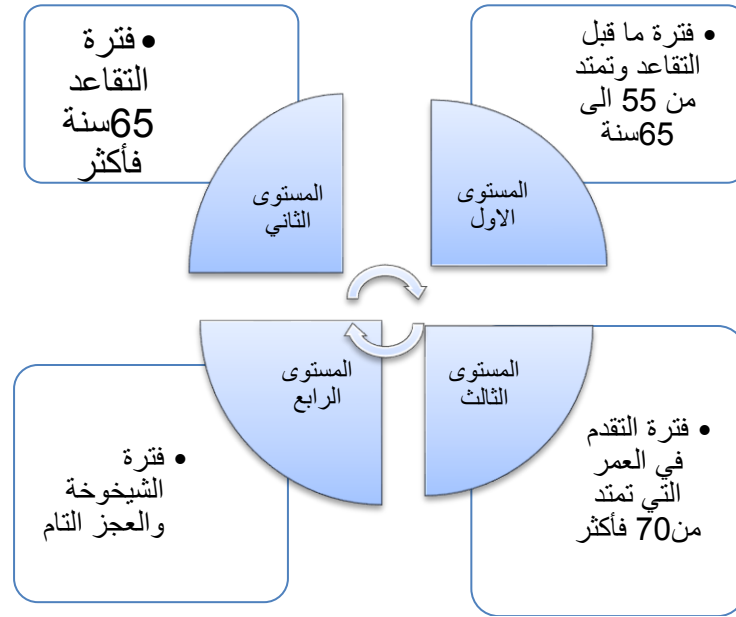 • فترة ما قبل
التقاعد وتمتد
من 55 الى
65سنة
المستوى
الاول
• فترة
التقاعد
65سنة
فأكثر
المستوى
الثاني
المستوى
الثالث
• فترة التقدم
في العمر
التي تمتد
من70 فأكثر
المستوى
الرابع
• فترة
الشيخوخة
والعجز التام